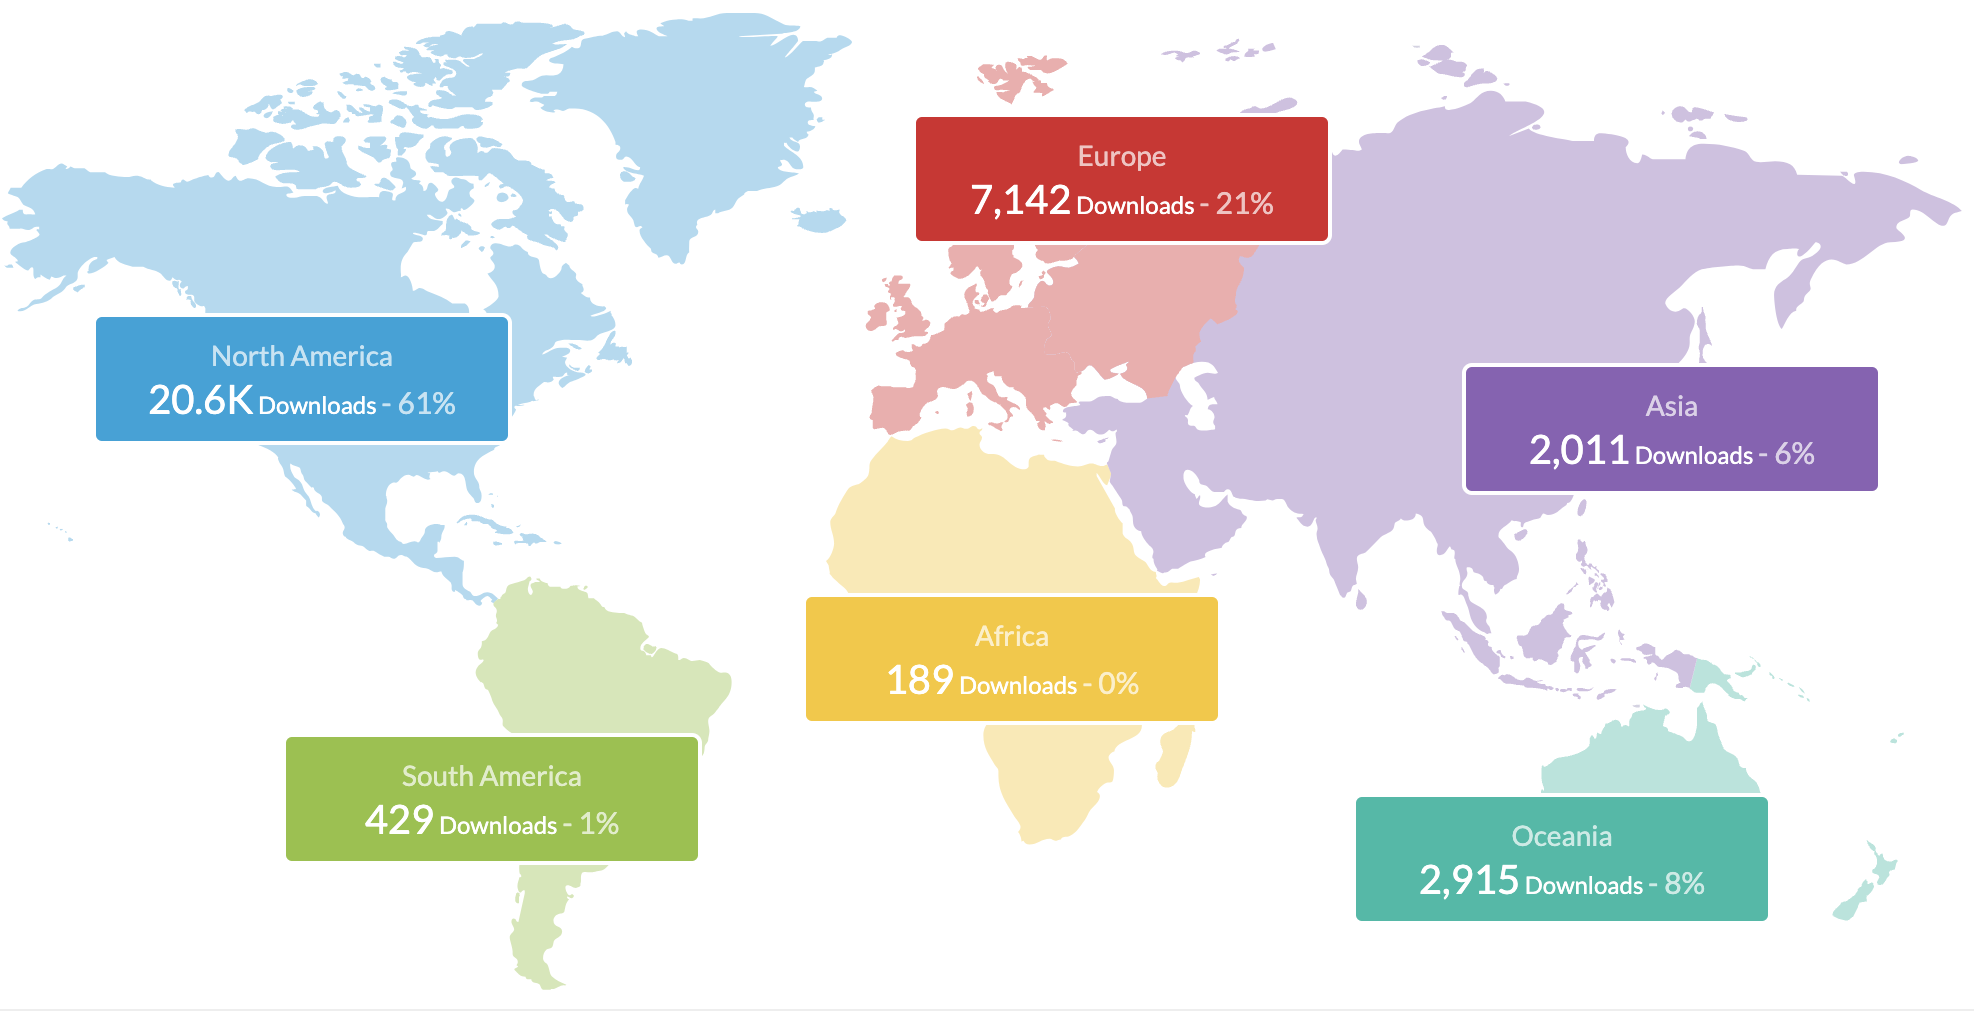 Europe
7,142 Downloads - 21%
North America
20.6K Downloads - 61%
Asia
2,011 Downloads - 6%
Africa
189 Downloads - 0%
South America
429 Downloads - 1%
Oceania
2,915 Downloads - 8%